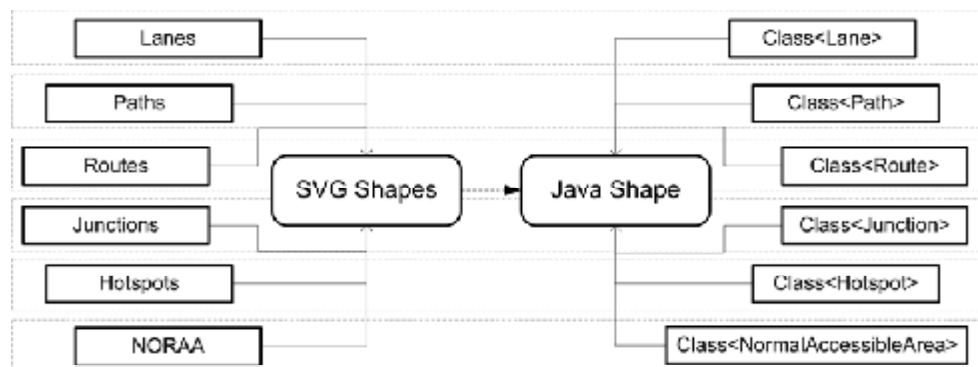 Lanes
Class<Lane>
Paths
Class<Path>
Routes
Class<Route>
SVG Shapes
Java Shape
Junctions
Class<Junction>
Hotspots
Class<Hotspot>
NORAA
Class<NormalAccessibleArea>